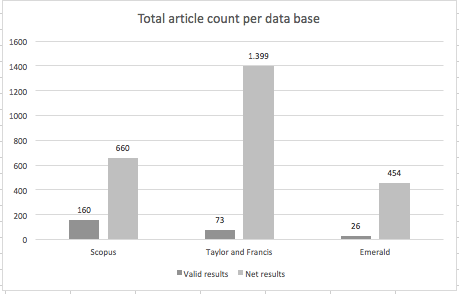 Total article count per data base
1600
1400
1200
1000
800
600
400
200
0
160
660
73
1.399
26
454
Scopus
Taylor and Francis
Emerald
Valid results
Net results